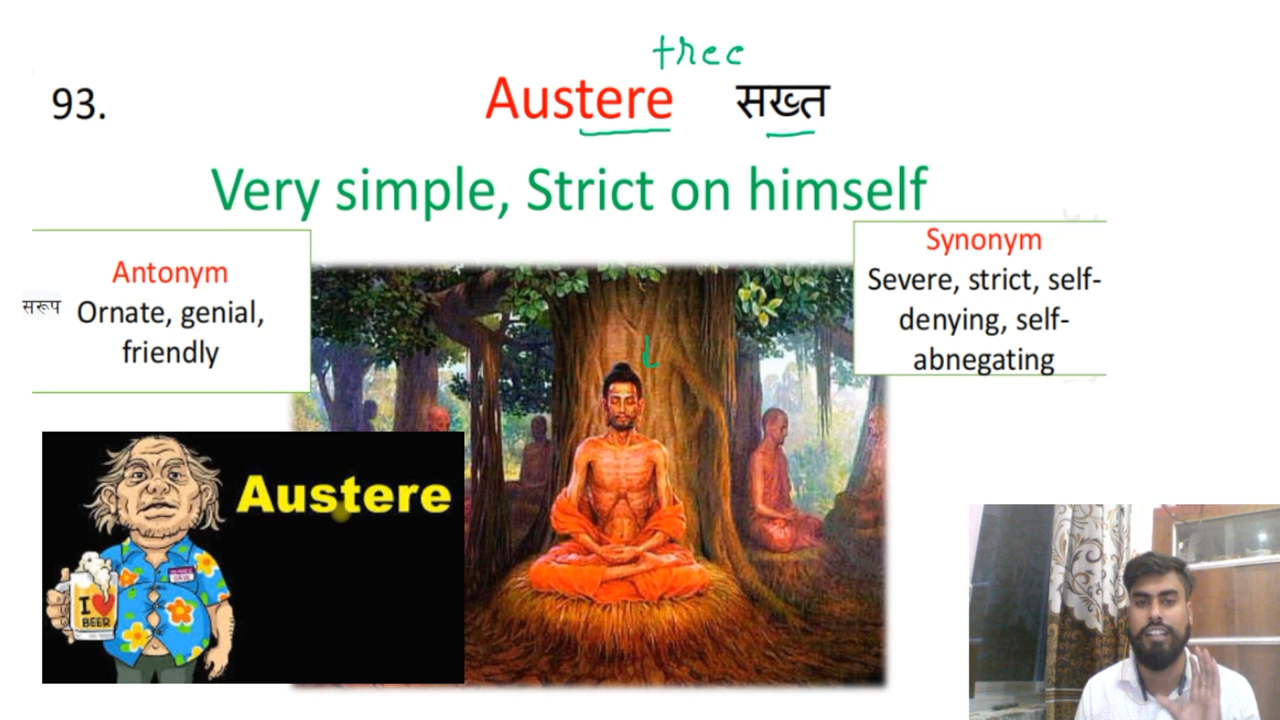 tree
93. Austere सख्त
Very simple, Strict on himself
Antonym
Ornate, genial,
friendly
सरूप
Synonym
Severe, strict, self-
denying, self-
abnegating
Austere
I ❤
BEER